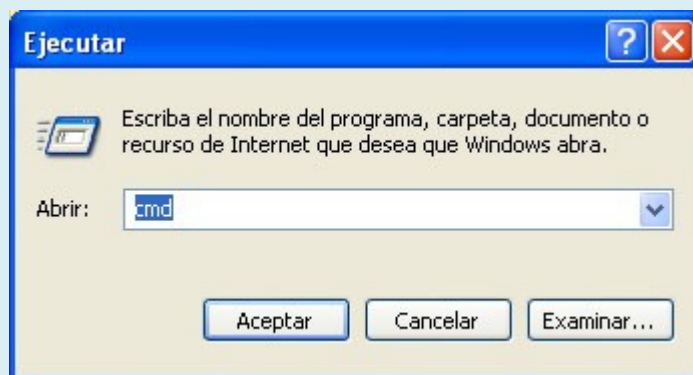 Ejecutar
Escriba el nombre del programa, carpeta, documento o
recurso de Internet que desea que Windows abra.
Abrir: cmd
Aceptar Cancelar Examinar...